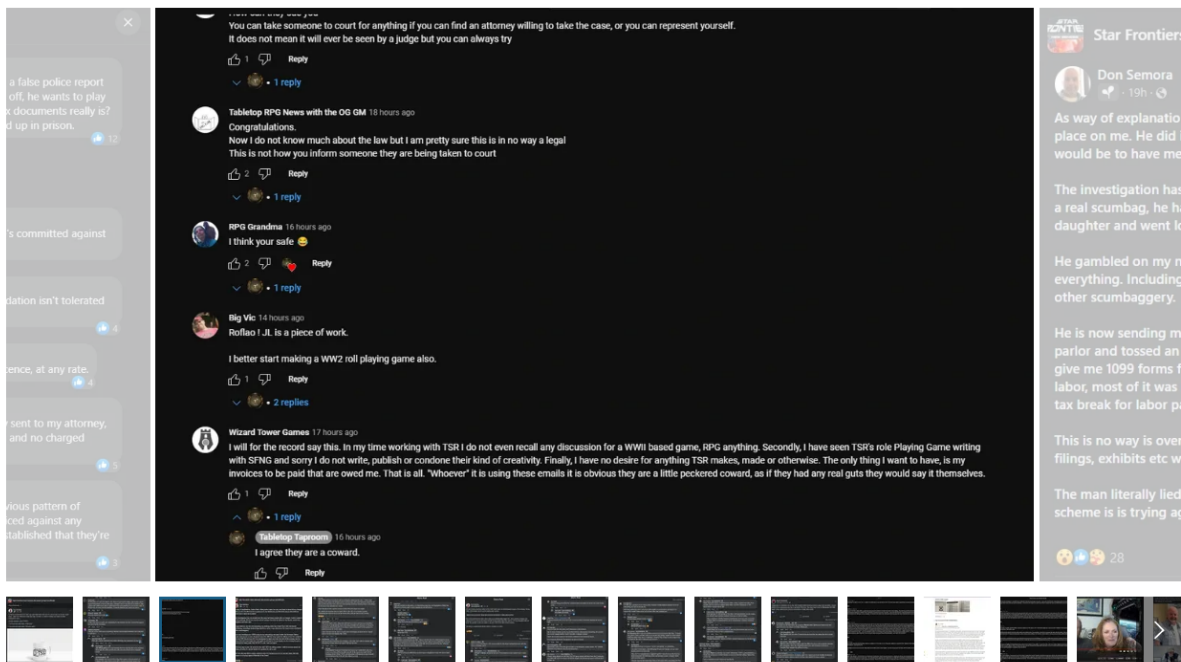 a false police report
off, he wants to play
x documents really is?
d up in prison.
12
's committed against
dation isn't tolerated
4
ence, at any rate.
4
sent to my attorney,
and no charged
5
vious pattern of
ced against any
stablished that they're
3
You can take someone to court for anything if you can find an attorney willing to take the case, or you can represent yourself.
It does not mean it will ever be seen by a judge but you can always try
1 Reply
• 1 reply
Tabletop RPG News with the OG GM 18 hours ago
Congratulations.
Now I do not know much about the law but I am pretty sure this is in no way a legal
This is not how you inform someone they are being taken to court
2 Reply
• 1 reply
RPG Grandma 16 hours ago
I think your safe 😂
2 Reply
• 1 reply
Big Vic 14 hours ago
Roflao ! JL is a piece of work.
I better start making a WW2 roll playing game also.
1 Reply
• 2 replies
Wizard Tower Games 17 hours ago
I will for the record say this. In my time working with TSR I do not even recall any discussion for a WWII based game, RPG anything. Secondly, I have seen TSR's role Playing Game writing
with SFNG and sorry I do not write, publish or condone their kind of creativity. Finally, I have no desire for anything TSR makes, made or otherwise. The only thing I want to have, is my
invoices to be paid that are owed me. That is all. "Whoever" it is using these emails it is obvious they are a little peckered coward, as if they had any real guts they would say it themselves.
1 Reply
• 1 reply
Tabletop Taproom 16 hours ago
I agree they are a coward.
Reply
Star Frontiers
Don Semora
· 19h ·
As way of explanatio
place on me. He did
would be to have me
The investigation has
a real scumbag, he ha
daughter and went lo
He gambled on my n
everything. Including
other scumbaggery.
He is now sending m
parlor and tossed an
give me 1099 forms f
labor, most of it was
tax break for labor pa
This is no way is over
filings, exhibits etc w
The man literally lied
scheme is is trying ag
28